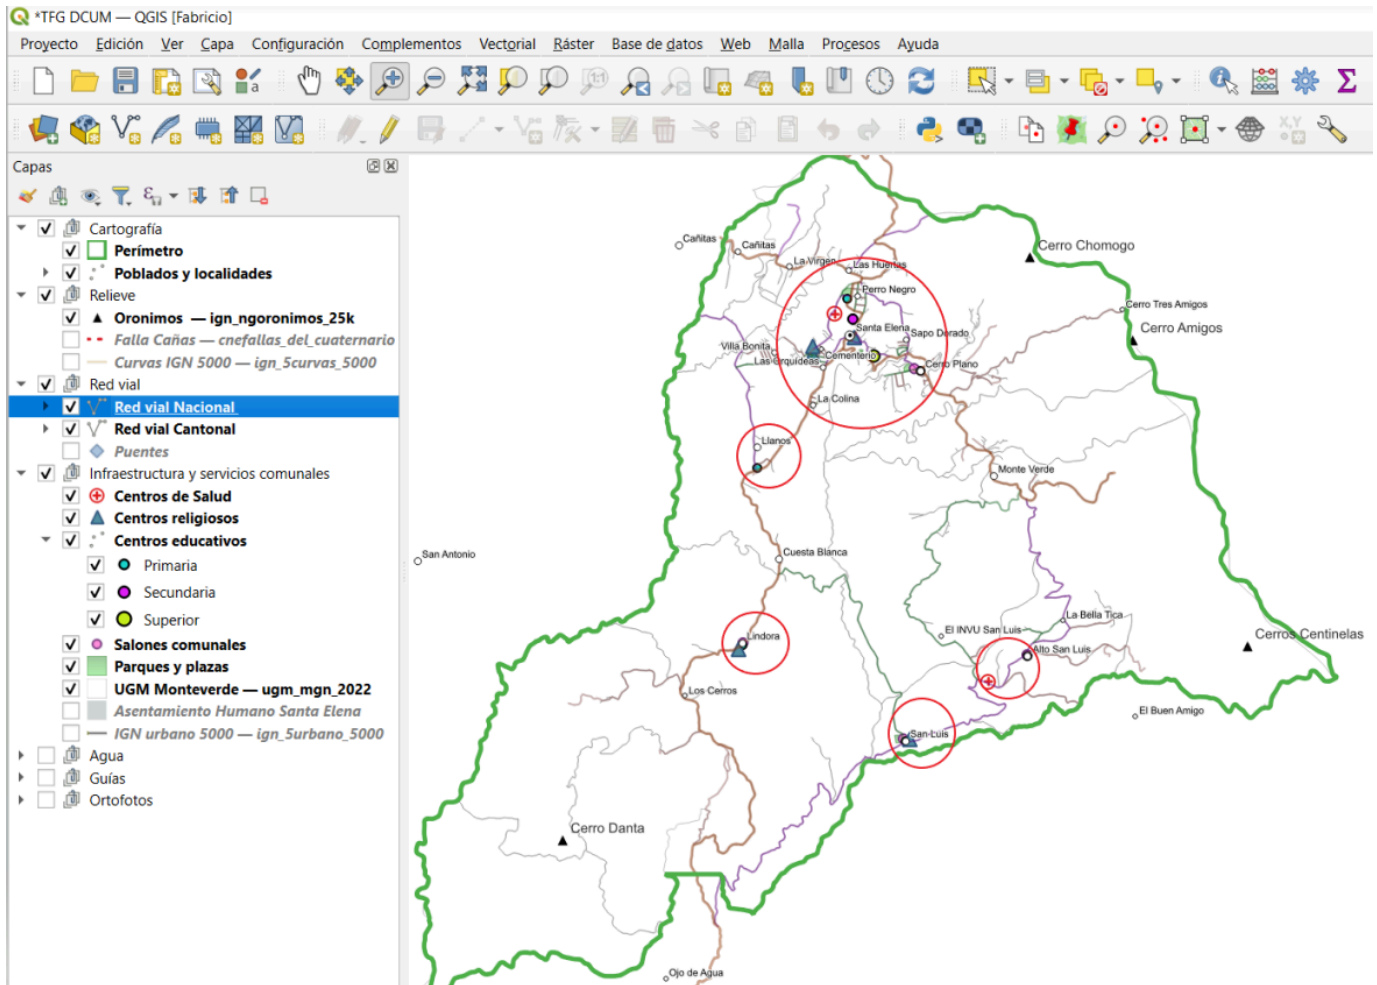 *TFG DCUM — QGIS [Fabricio]
Proyecto Edición Ver Capa Configuración Complementos Vectorial Ráster Base de datos Web Malla Procesos Ayuda
1:1
a
X,Y
Capas
Cartografía
Perímetro
Poblados y localidades
Relieve
Oronimos — ign_ngoronimos_25k
Falla Cañas — cnefallas_del_cuaternario
Curvas IGN 5000 — ign_5curvas_5000
Red vial
Red vial Nacional
Red vial Cantonal
Puentes
Infraestructura y servicios comunales
Centros de Salud
Centros religiosos
Centros educativos
Primaria
Secundaria
Superior
Salones comunales
Parques y plazas
UGM Monteverde — ugm_mgn_2022
Asentamiento Humano Santa Elena
IGN urbano 5000 — ign_5urbano_5000
Agua
Guías
Ortofotos
Cañitas
Cañitas
Cerro Chomogo
La Virgen
Las Huertas
Perro Negro
Cerro Tres Amigos
Cerro Amigos
Santa Elena
Sapo Dorado
Villa Bonita
Cementerio
Las Orquídeas
Cerro Plano
La Colina
Llanos
Monte Verde
Cuesta Blanca
San Antonio
La Bella Tica
El INVU San Luis
Lindora
Cerros Centinelas
Alto San Luis
Los Cerros
El Buen Amigo
San Luis
Cerro Danta
Ojo de Agua